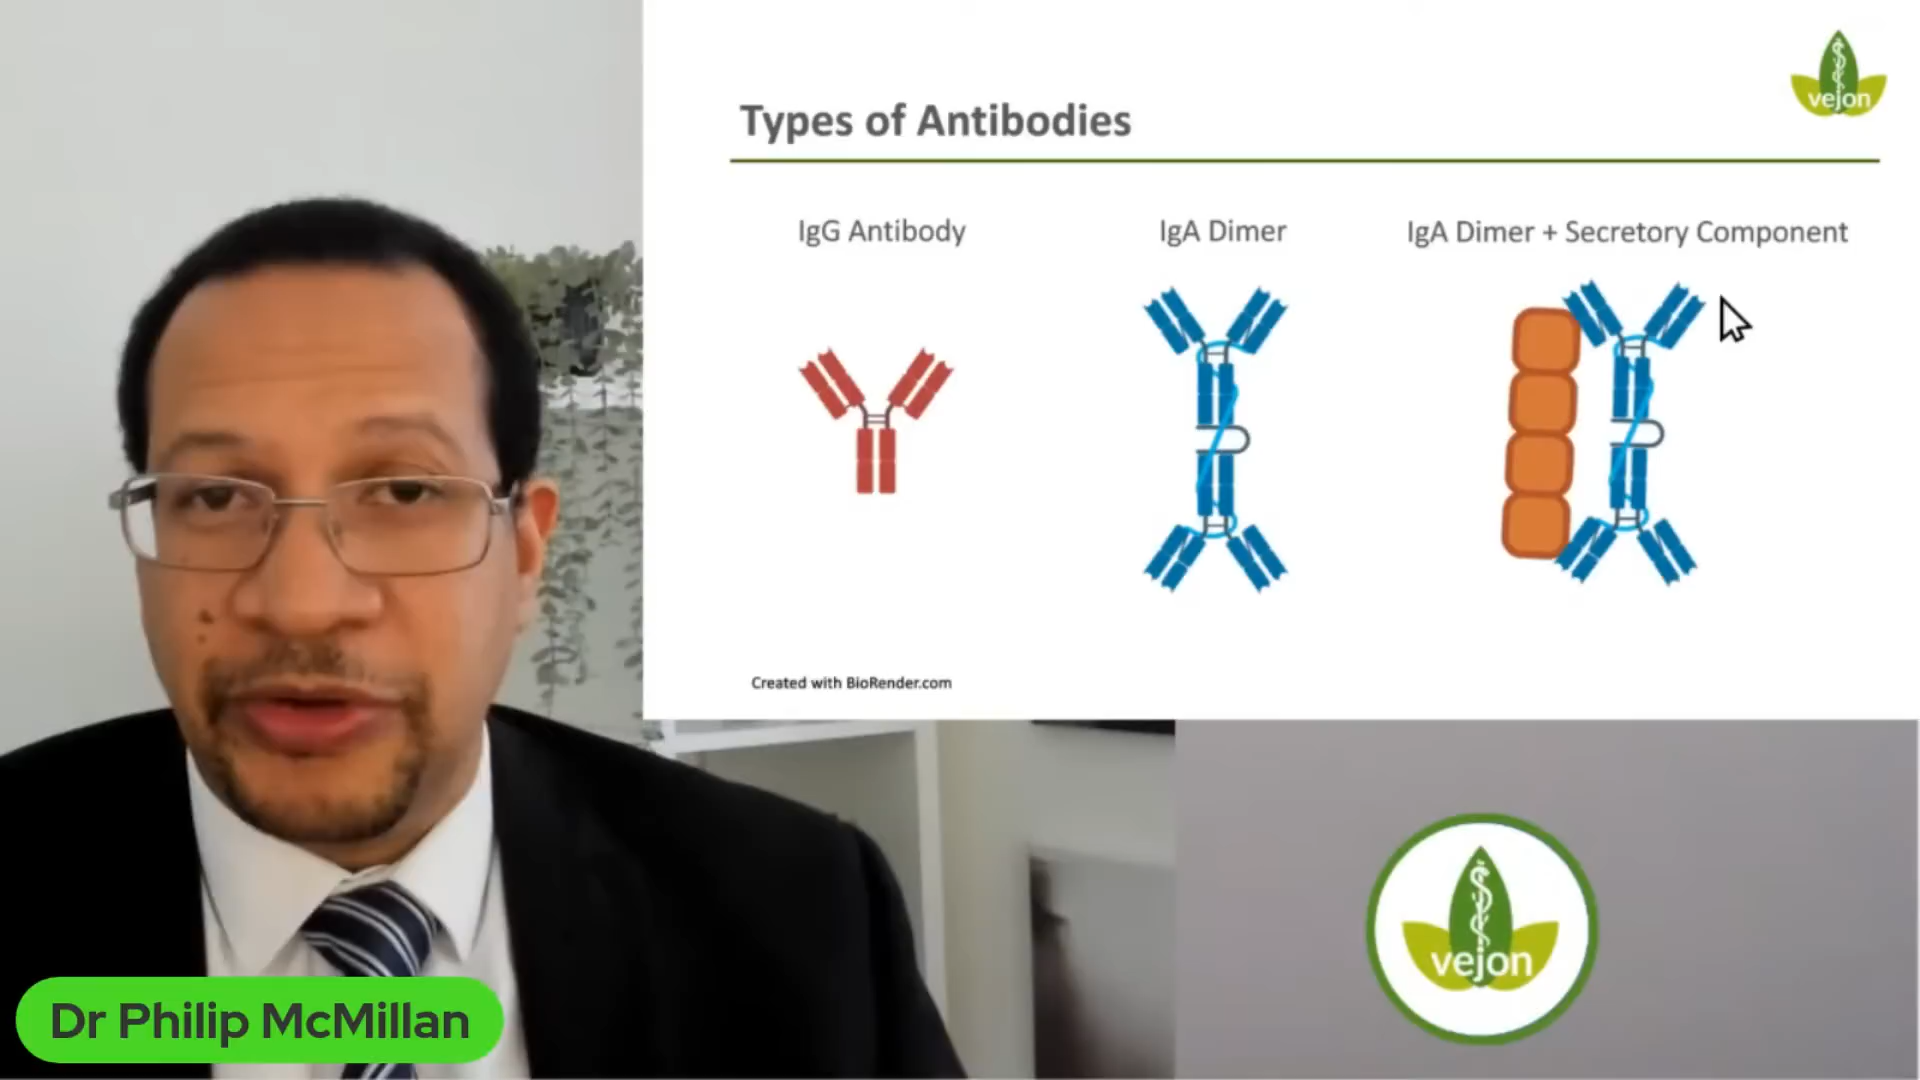 vejon
Types of Antibodies
IgG Antibody
IgA Dimer
IgA Dimer + Secretory Component
Created with BioRender.com
vejon
Dr Philip McMillan